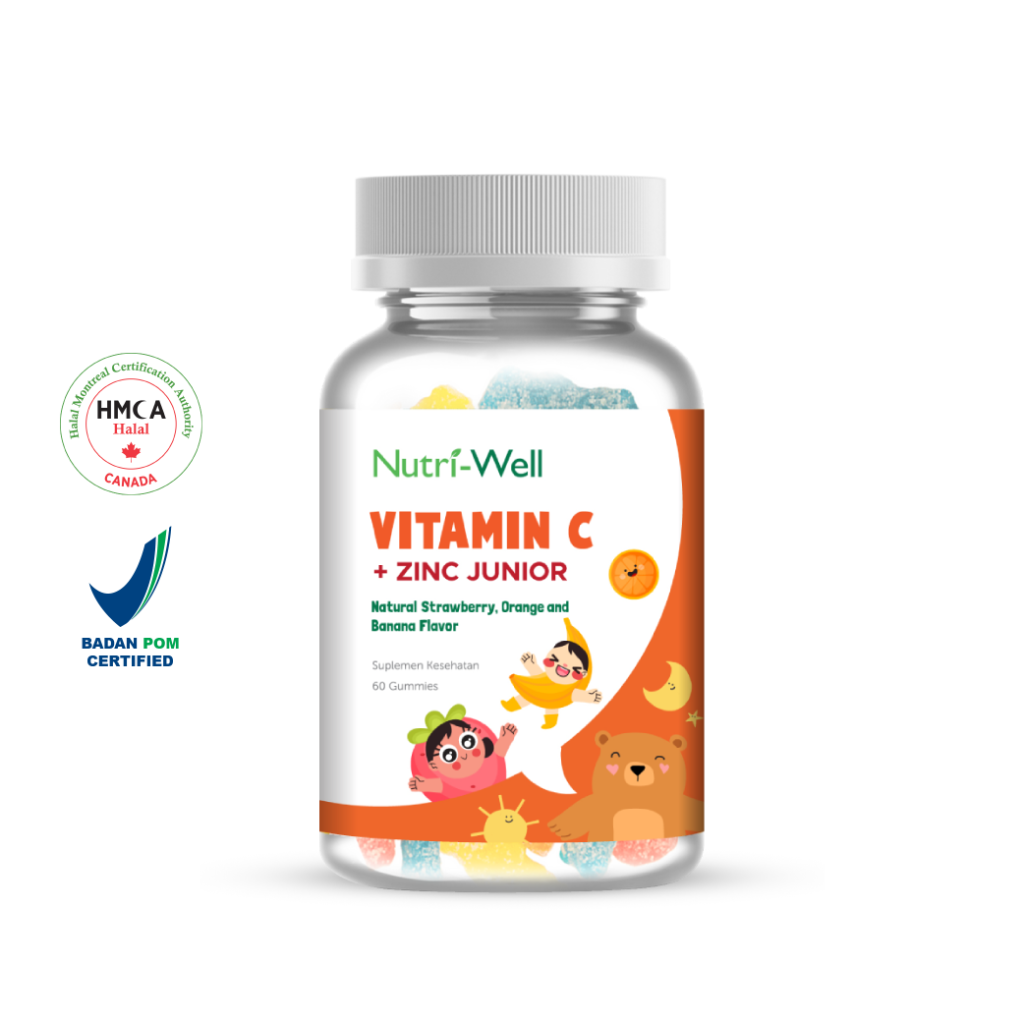 Halal Montreal Certification Authority
HMCA
Halal
CANADA
BADAN POM
CERTIFIED
Nutri-Well
VITAMIN C
+ ZINC JUNIOR
Natural Strawberry, Orange and
Banana Flavor
Suplemen Kesehatan
60 Gummies